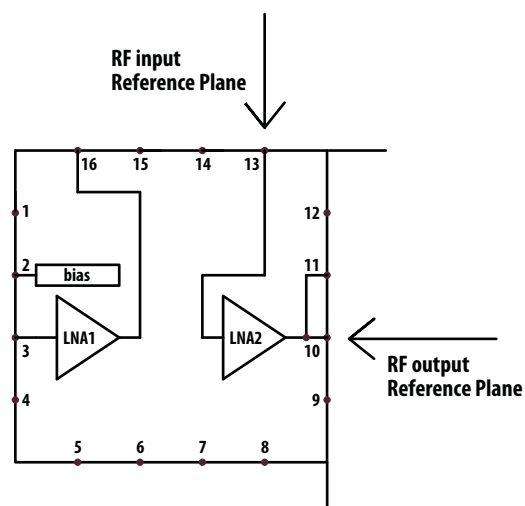 RF input
Reference Plane
16
15
14
13
1
12
2
bias
11
3
LNA1
LNA2
10
RF output
Reference Plane
4
9
5
6
7
8